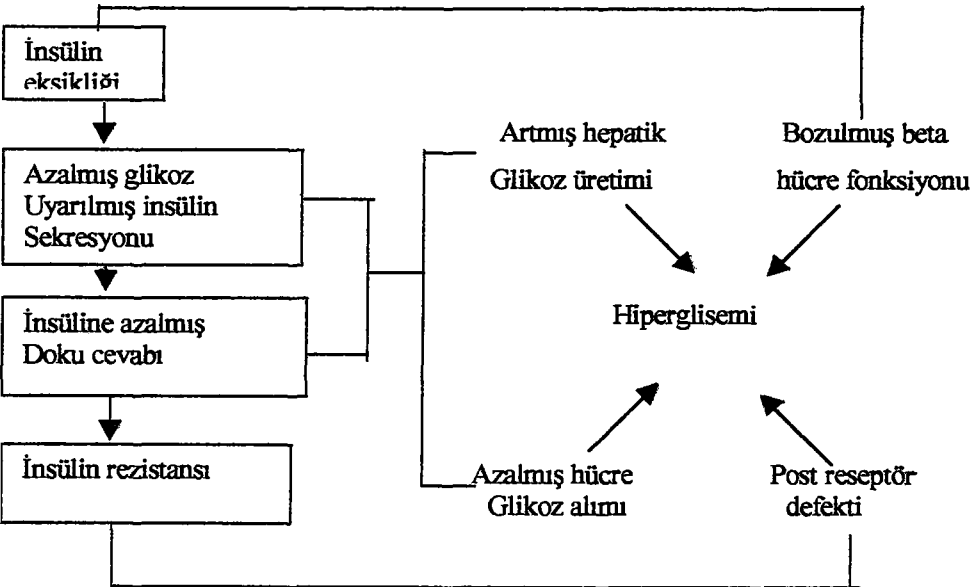 İnsülin
eksikliği
Azalmış glikoz
Uyarılmış insülin
Sekresyonu
İnsüline azalmış
Doku cevabı
İnsülin rezistansı
Artmış hepatik
Glikoz üretimi
Bozulmuş beta
hücre fonksiyonu
Hiperglisemi
Azalmış hücre
Glikoz alımı
Post reseptör
defekti